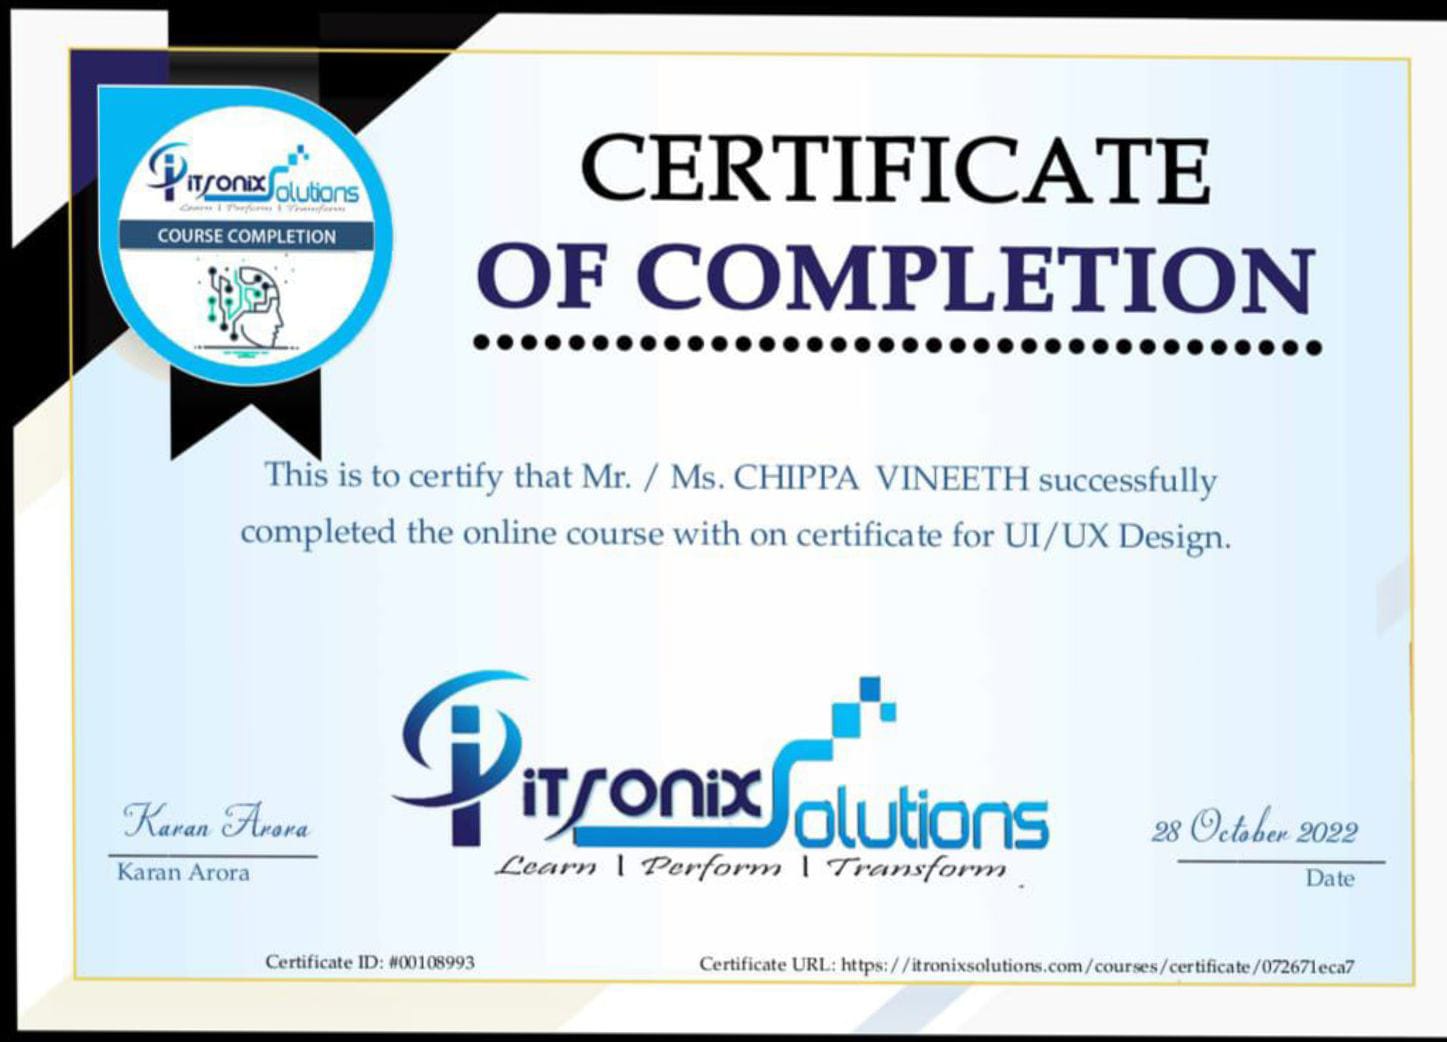 iTronix Solutions
Learn | Perform | Transform
COURSE COMPLETION
CERTIFICATE
OF COMPLETION
This is to certify that Mr. / Ms. CHIPPA VINEETH successfully
completed the online course with on certificate for UI/UX Design.
iTronix Solutions
Learn | Perform | Transform
Karan Arora
Karan Arora
28 October 2022
Date
Certificate ID: #00108993
Certificate URL: https://itronixsolutions.com/courses/certificate/072671eca7